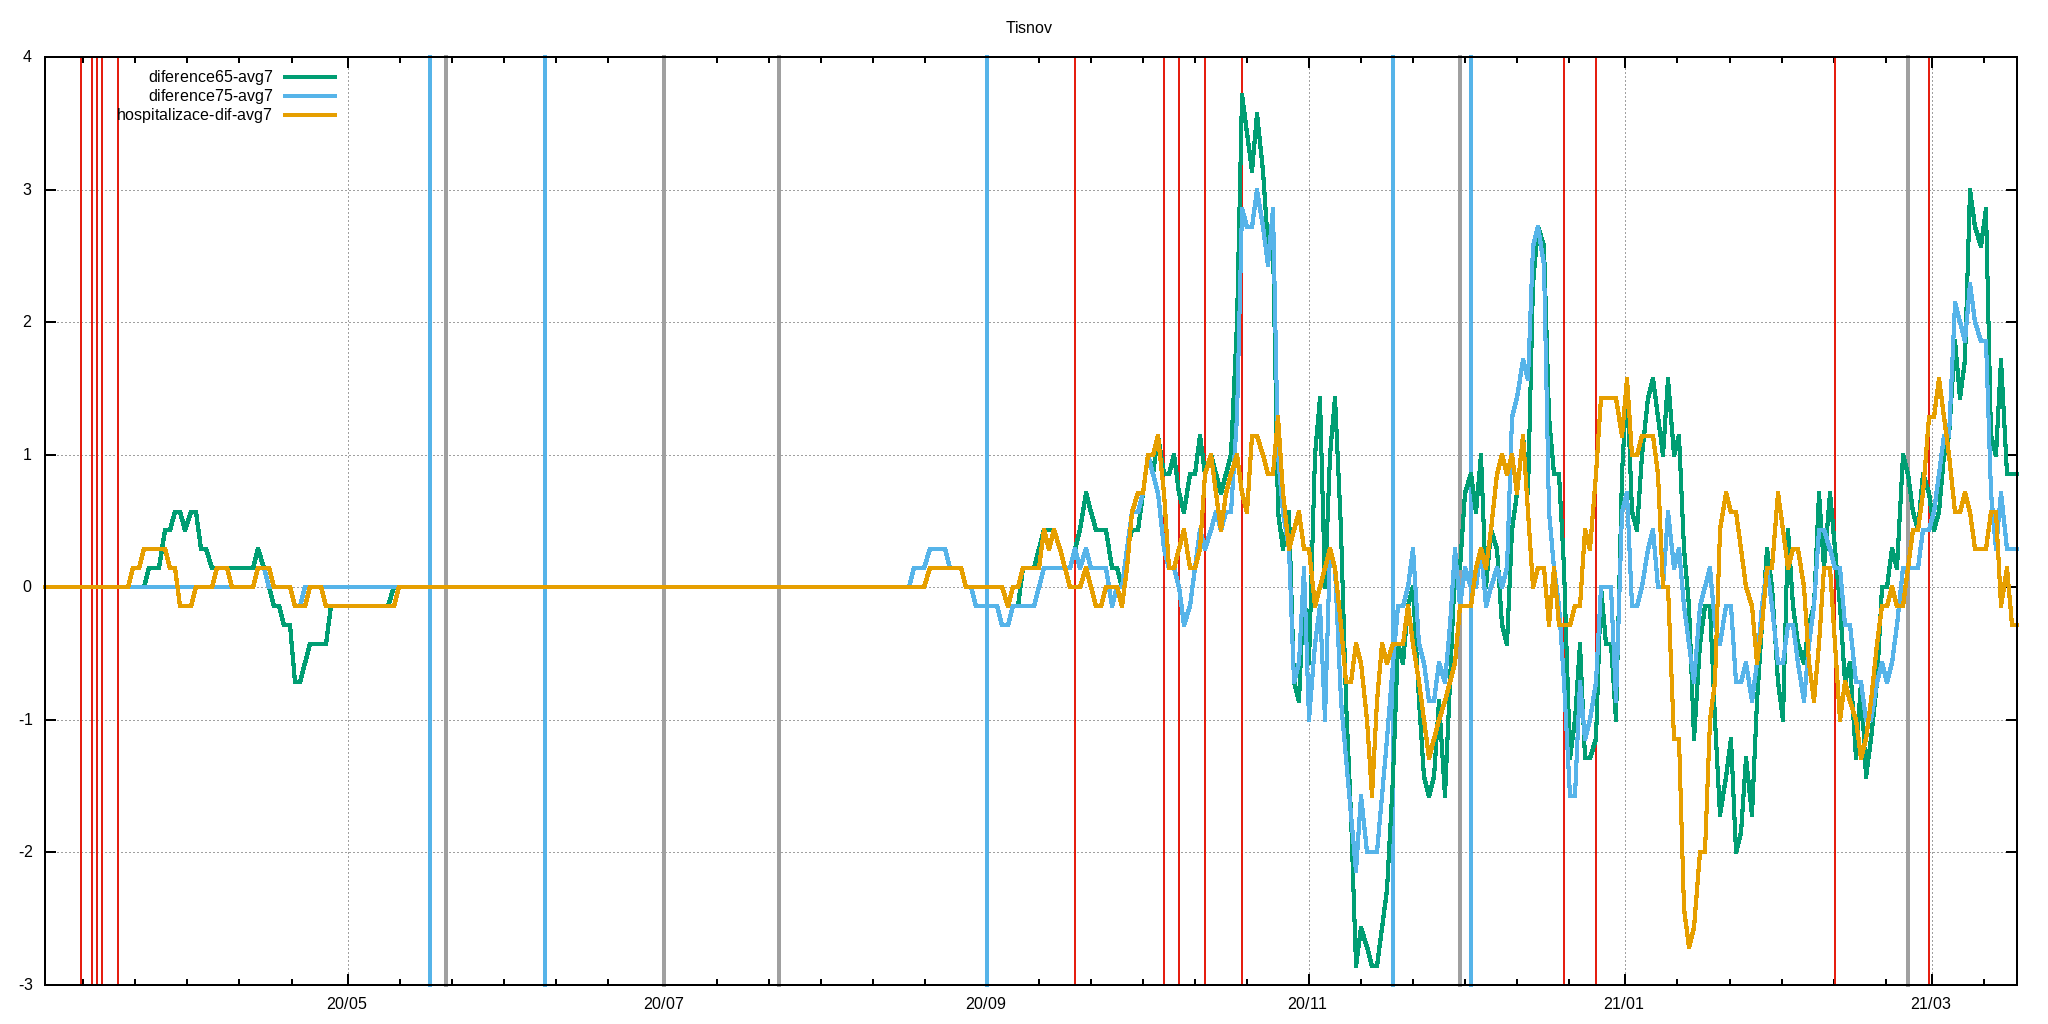 Tisnov
diference65-avg7
diference75-avg7
hospitalizace-dif-avg7
4
3
2
1
0
-1
-2
-3
20/05 20/07 20/09 20/11 21/01 21/03